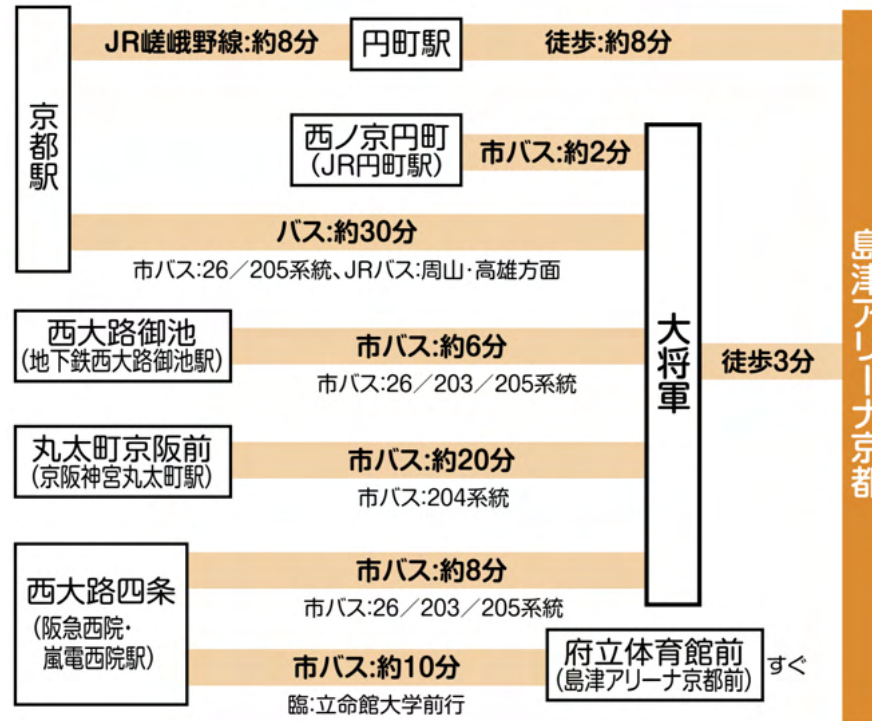 京都駅
JR嵯峨野線:約8分
円町駅
徒歩:約8分
西ノ京円町
(JR円町駅)
市バス:約2分
バス:約30分
市バス:26／205系統、JRバス:周山・高雄方面
西大路御池
(地下鉄西大路御池駅)
市バス:約6分
市バス:26／203／205系統
丸太町京阪前
(京阪神宮丸太町駅)
市バス:約20分
市バス:204系統
西大路四条
(阪急西院・
嵐電西院駅)
市バス:約8分
市バス:26／203／205系統
市バス:約10分
臨:立命館大学前行
府立体育館前
(島津アリーナ京都前)
すぐ
大将軍
徒歩3分
島津アリーナ京都